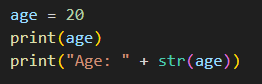 age = 20
print(age)
print("Age: " + str(age))